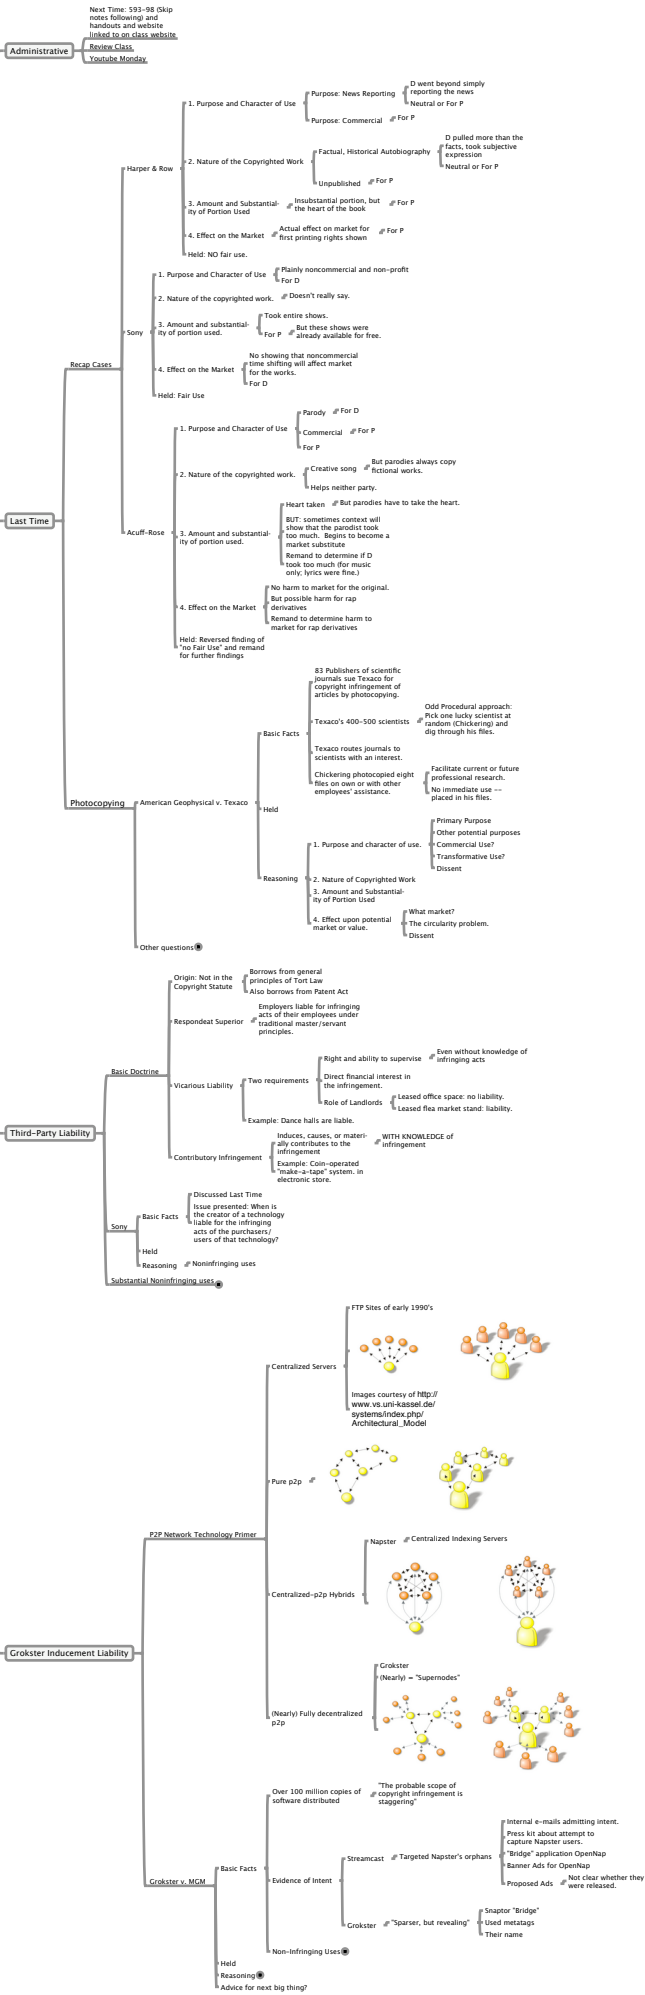 Next Time: 593-98 (Skip
notes following) and
handouts and website
linked to on class website
Administrative
Review Class
Youtube Monday
1. Purpose and Character of Use
Purpose: News Reporting
D went beyond simply
reporting the news
Neutral or For P
Purpose: Commercial
For P
Harper & Row
2. Nature of the Copyrighted Work
Factual, Historical Autobiography
D pulled more than the
facts, took subjective
expression
Neutral or For P
Unpublished
For P
3. Amount and Substantial-
ity of Portion Used
Insubstantial portion, but
the heart of the book
For P
4. Effect on the Market
Actual effect on market for
first printing rights shown
For P
Held: NO fair use.
1. Purpose and Character of Use
Plainly noncommercial and non-profit
For D
2. Nature of the copyrighted work.
Doesn't really say.
Sony
3. Amount and substantial-
ity of portion used.
Took entire shows.
For P
But these shows were
already available for free.
Recap Cases
4. Effect on the Market
No showing that noncommercial
time shifting will affect market
for the works.
For D
Held: Fair Use
1. Purpose and Character of Use
Parody
For D
Commercial
For P
For P
2. Nature of the copyrighted work.
Creative song
But parodies always copy
fictional works.
Helps neither party.
Last Time
Acuff-Rose
3. Amount and substantial-
ity of portion used.
Heart taken
But parodies have to take the heart.
BUT: sometimes context will
show that the parodist took
too much. Begins to become a
market substitute
Remand to determine if D
took too much (for music
only; lyrics were fine.)
4. Effect on the Market
No harm to market for the original.
But possible harm for rap
derivatives
Remand to determine harm to
market for rap derivatives
Held: Reversed finding of
"no Fair Use" and remand
for further findings
83 Publishers of scientific
journals sue Texaco for
copyright infringement of
articles by photocopying.
Basic Facts
Texaco's 400-500 scientists
Odd Procedural approach:
Pick one lucky scientist at
random (Chickering) and
dig through his files.
Texaco routes journals to
scientists with an interest.
Chickering photocopied eight
files on own or with other
employees' assistance.
Facilitate current or future
professional research.
No immediate use --
placed in his files.
Photocopying
American Geophysical v. Texaco
Held
Primary Purpose
Other potential purposes
1. Purpose and character of use.
Commercial Use?
Transformative Use?
Dissent
Reasoning
2. Nature of Copyrighted Work
3. Amount and Substantial-
ity of Portion Used
4. Effect upon potential
market or value.
What market?
The circularity problem.
Dissent
Other questions
Origin: Not in the
Copyright Statute
Borrows from general
principles of Tort Law
Also borrows from Patent Act
Respondeat Superior
Employers liable for infringing
acts of their employees under
traditional master/servant
principles.
Basic Doctrine
Vicarious Liability
Two requirements
Right and ability to supervise
Even without knowledge of
infringing acts
Direct financial interest in
the infringement.
Role of Landlords
Leased office space: no liability.
Leased flea market stand: liability.
Example: Dance halls are liable.
Third-Party Liability
Contributory Infringement
Induces, causes, or materi-
ally contributes to the
infringement
WITH KNOWLEDGE of
infringement
Example: Coin-operated
"make-a-tape" system. in
electronic store.
Sony
Basic Facts
Discussed Last Time
Issue presented: When is
the creator of a technology
liable for the infringing
acts of the purchasers/
users of that technology?
Held
Reasoning
Noninfringing uses
Substantial Noninfringing uses
FTP Sites of early 1990's
Centralized Servers
Images courtesy of http://
www.vs.uni-kassel.de/
systems/index.php/
Architectural_Model
Pure p2p
P2P Network Technology Primer
Napster
Centralized Indexing Servers
Centralized-p2p Hybrids
Grokster Inducement Liability
Grokster
(Nearly) = "Supernodes"
(Nearly) Fully decentralized
p2p
Over 100 million copies of
software distributed
"The probable scope of
copyright infringement is
staggering"
Grokster v. MGM
Basic Facts
Evidence of Intent
Streamcast
Targeted Napster's orphans
Internal e-mails admitting intent.
Press kit about attempt to
capture Napster users.
"Bridge" application OpenNap
Banner Ads for OpenNap
Proposed Ads
Not clear whether they
were released.
Grokster
"Sparser, but revealing"
Snaptor "Bridge"
Used metatags
Their name
Non-Infringing Uses
Held
Reasoning
Advice for next big thing?